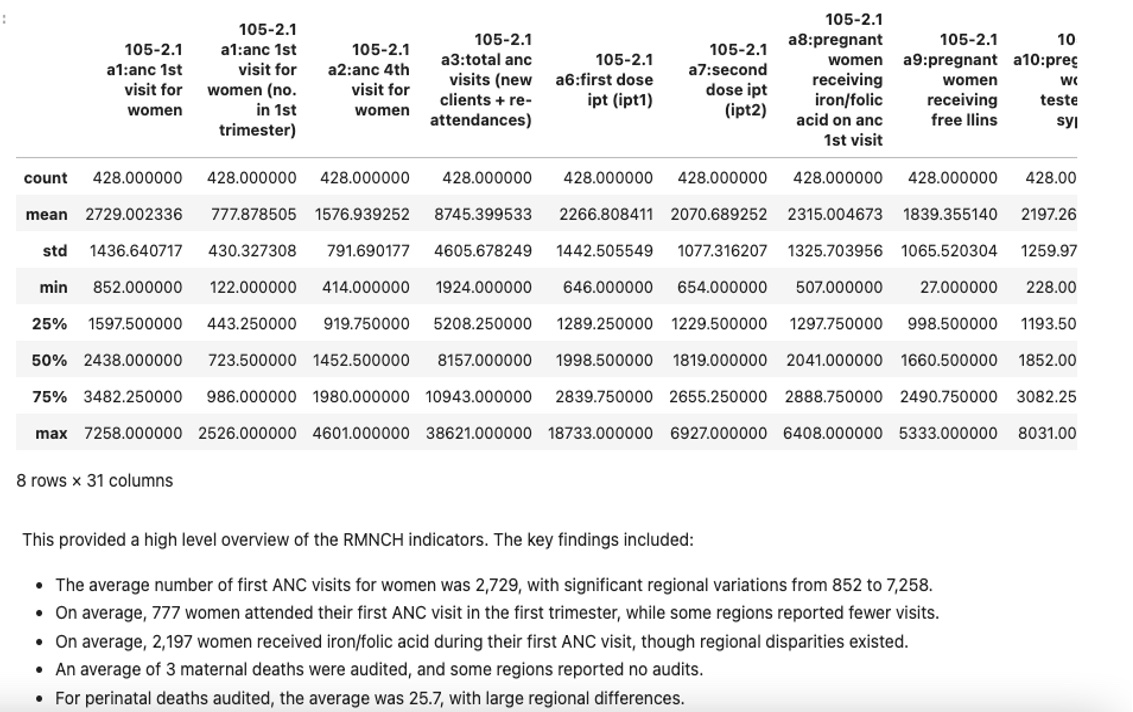 105-2.1 a1:anc 1st visit for women | 105-2.1 a1:anc 1st visit for women (no. in 1st trimester) | 105-2.1 a2:anc 4th visit for women | 105-2.1 a3:total anc visits (new clients + re-attendances) | 105-2.1 a6:first dose ipt (ipt1) | 105-2.1 a7:second dose ipt (ipt2) | 105-2.1 a8:pregnant women receiving iron/folic acid on anc 1st visit | 105-2.1 a9:pregnant women receiving free llins | 10 a10:preg teste
count 428.000000 428.000000 428.000000 428.000000 428.000000 428.000000 428.000000 428.000000 428.00
mean 2729.002336 777.878505 1576.939252 8745.399533 2266.808411 2070.689252 2315.004673 1839.355140 2197.26
std 1436.640717 430.327308 791.690177 4605.678249 1442.505549 1077.316207 1325.703956 1065.520304 1259.97
min 852.000000 122.000000 414.000000 1924.000000 646.000000 654.000000 507.000000 27.000000 228.00
25% 1597.500000 443.250000 919.750000 5208.250000 1289.250000 1229.500000 1297.750000 998.500000 1193.50
50% 2438.000000 723.500000 1452.500000 8157.000000 1998.500000 1819.000000 2041.000000 1660.500000 1852.00
75% 3482.250000 986.000000 1980.000000 10943.000000 2839.750000 2655.250000 2888.750000 2490.750000 3082.25
max 7258.000000 2526.000000 4601.000000 38621.000000 18733.000000 6927.000000 6408.000000 5333.000000 8031.00
8 rows × 31 columns
This provided a high level overview of the RMNCH indicators. The key findings included:
• The average number of first ANC visits for women was 2,729, with significant regional variations from 852 to 7,258.
• On average, 777 women attended their first ANC visit in the first trimester, while some regions reported fewer visits.
• On average, 2,197 women received iron/folic acid during their first ANC visit, though regional disparities existed.
• An average of 3 maternal deaths were audited, and some regions reported no audits.
• For perinatal deaths audited, the average was 25.7, with large regional differences.